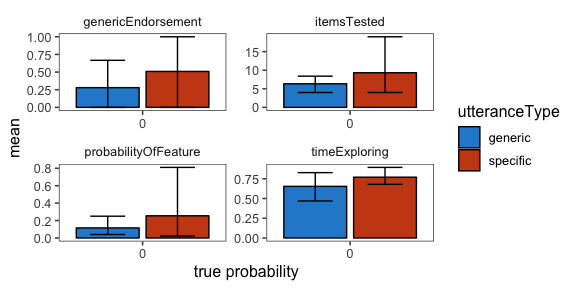 genericEndorsement
itemsTested
1.00
0.75
0.50
0.25
0.00
15
10
5
0
0
0
probabilityOfFeature
timeExploring
0.8
0.6
0.4
0.2
0.0
0.75
0.50
0.25
0.00
0
0
mean
true probability
utteranceType
generic
specific